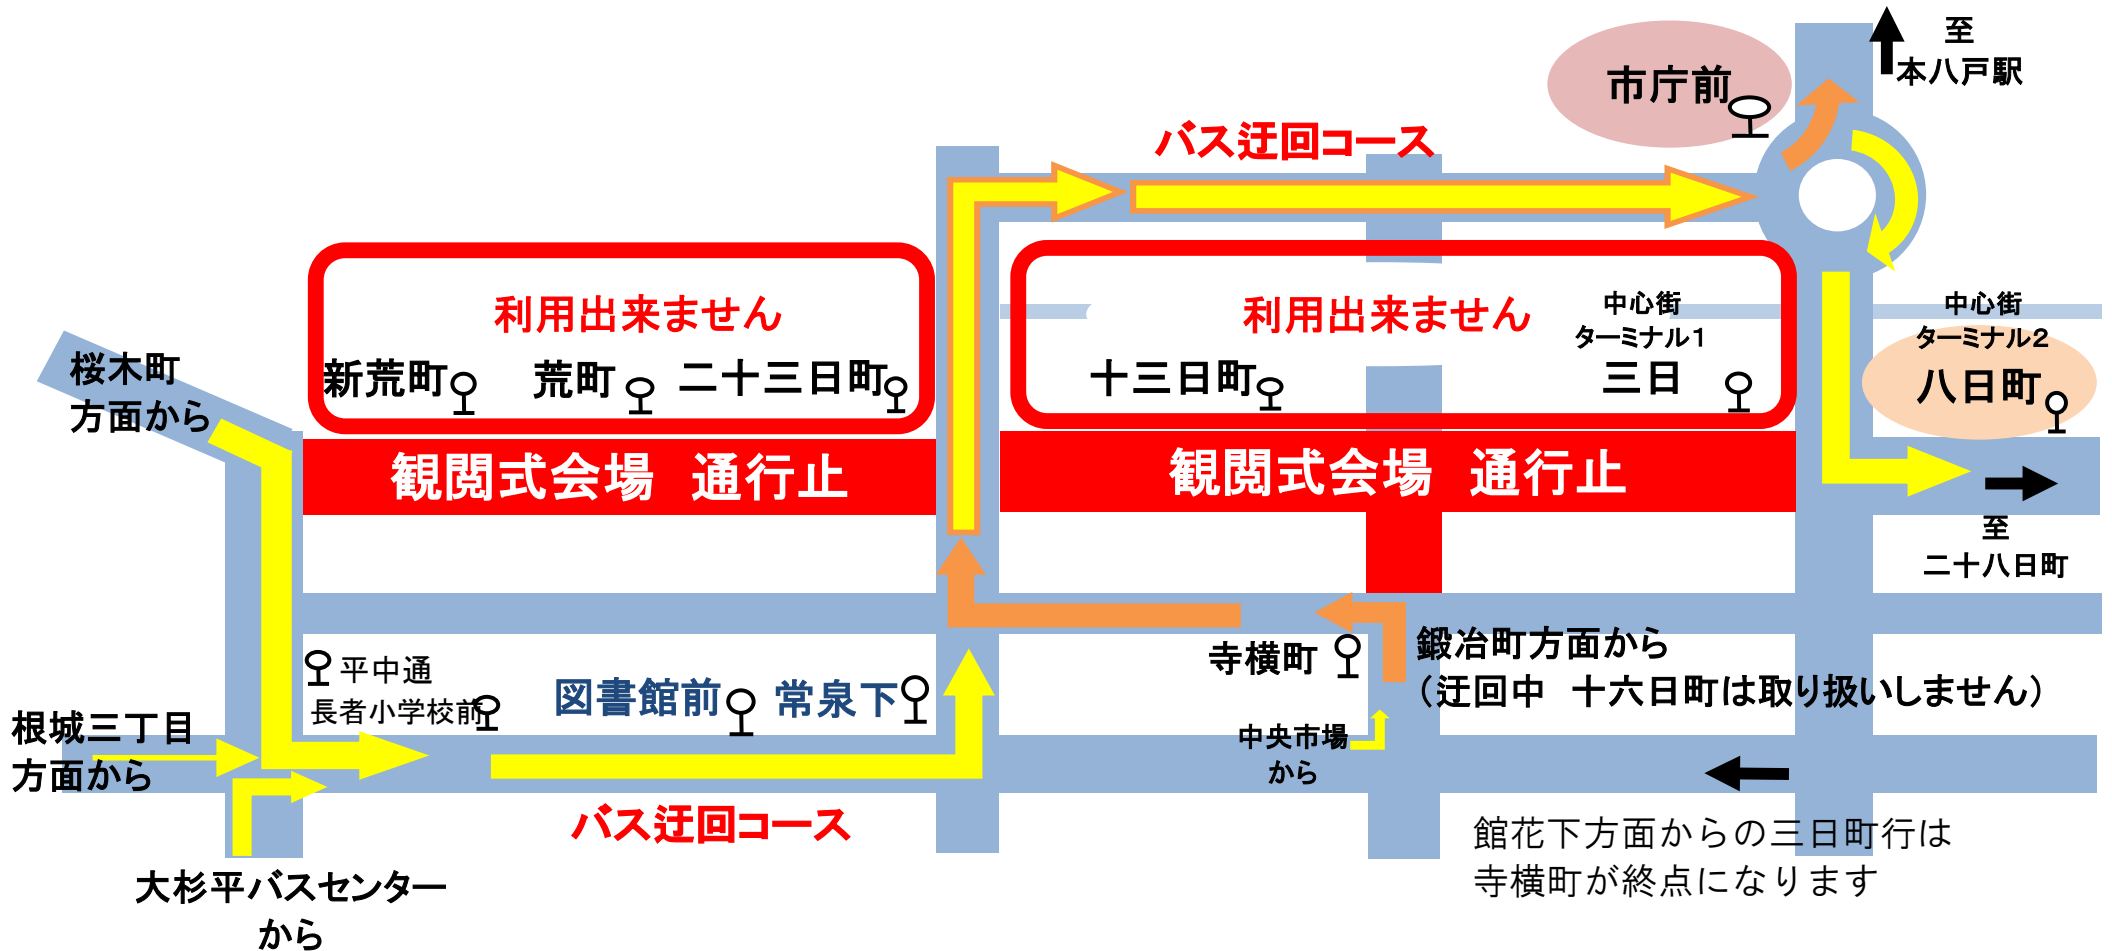 至
本八戸駅
市庁前
バス迂回コース
利用出来ません
新荒町
荒町
二十三日町
利用出来ません
中心街
ターミナル1
三日
十三日町
中心街
ターミナル2
八日町
桜木町
方面から
観閲式会場 通行止
観閲式会場 通行止
至
二十八日町
平中通
長者小学校前
図書館前
常泉下
寺横町
鍛冶町方面から
（迂回中 十六日町は取り扱いしません）
根城三丁目
方面から
中央市場
から
バス迂回コース
館花下方面からの三日町行は
寺横町が終点になります
大杉平バスセンター
から